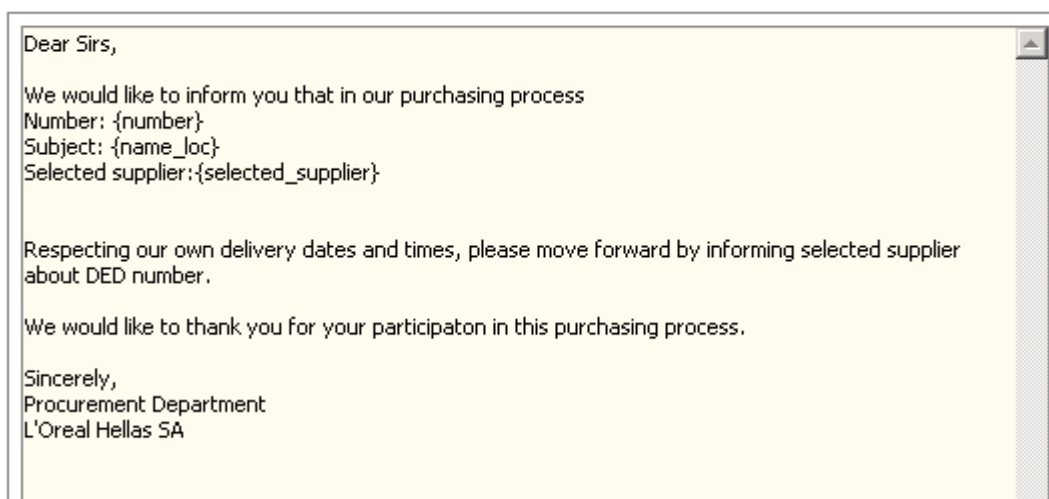 Dear Sirs,
We would like to inform you that in our purchasing process
Number: {number}
Subject: {name_loc}
Selected supplier:{selected_supplier}
Respecting our own delivery dates and times, please move forward by informing selected supplier
about DED number.
We would like to thank you for your participaton in this purchasing process.
Sincerely,
Procurement Department
L'Oreal Hellas SA